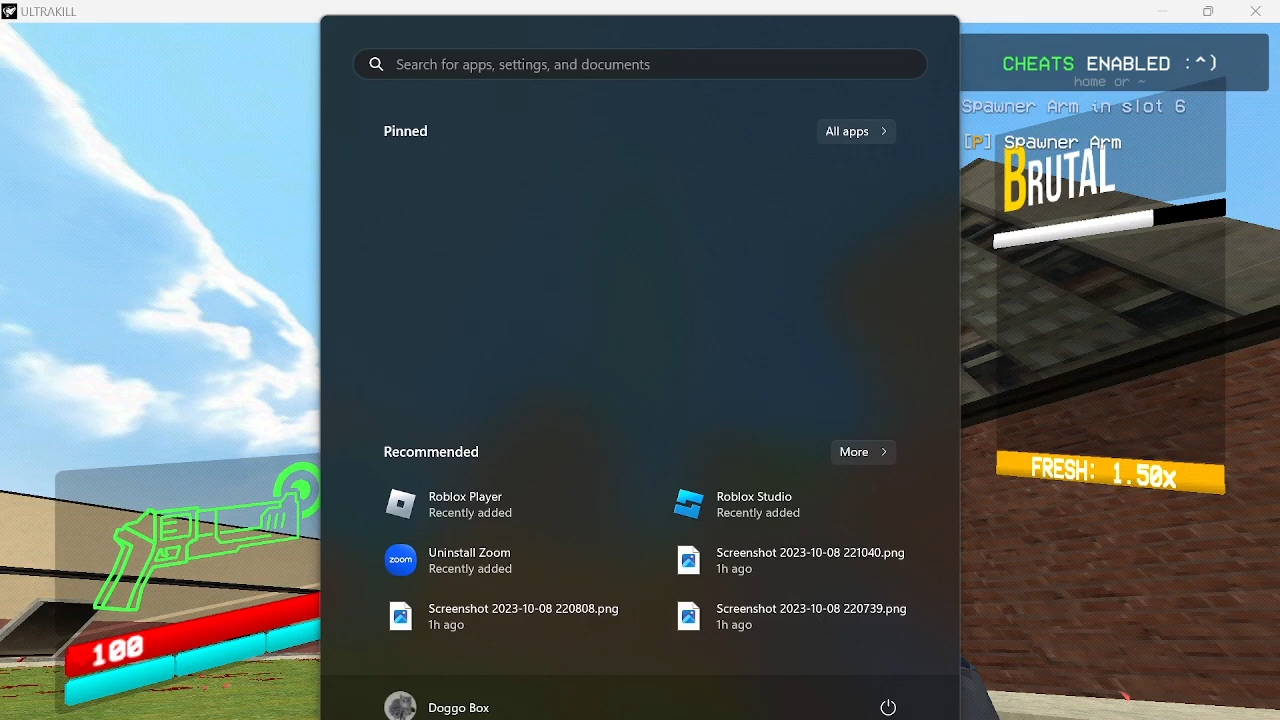 ULTRAKILL
Search for apps, settings, and documents
Pinned
All apps
Recommended
More
Roblox Player
Recently added
Roblox Studio
Recently added
zoom
Uninstall Zoom
Recently added
Screenshot 2023-10-08 221040.png
1h ago
Screenshot 2023-10-08 220808.png
1h ago
Screenshot 2023-10-08 220739.png
1h ago
Doggo Box
CHEATS ENABLED :^)
home or ~
Spawner Arm in slot 6
[P] Spawner Arm
BRUTAL
FRESH: 1.50x
100